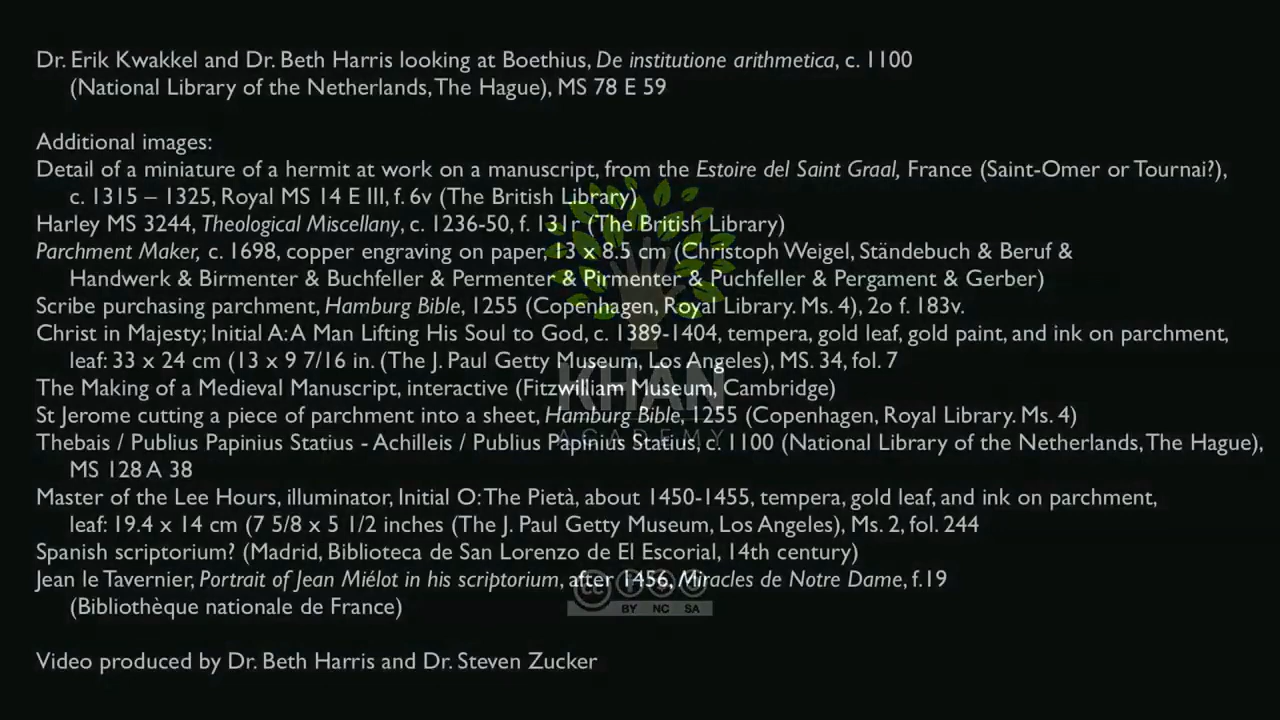 Dr. Erik Kwakkel and Dr. Beth Harris looking at Boethius, De institutione arithmetica, c. 1100
(National Library of the Netherlands, The Hague), MS 78 E 59
Additional images:
Detail of a miniature of a hermit at work on a manuscript, from the Estoire del Saint Graal, France (Saint-Omer or Tournai?),
c. 1315 – 1325, Royal MS 14 E III, f. 6v (The British Library)
Harley MS 3244, Theological Miscellany, c. 1236-50, f. 131r (The British Library)
Parchment Maker, c. 1698, copper engraving on paper, 13 x 8.5 cm (Christoph Weigel, Ständebuch & Beruf &
Handwerk & Birmenter & Buchfeller & Permenter & Pirmenter & Puchfeller & Pergament & Gerber)
Scribe purchasing parchment, Hamburg Bible, 1255 (Copenhagen, Royal Library. Ms. 4), 2o f. 183v.
Christ in Majesty; Initial A: A Man Lifting His Soul to God, c. 1389-1404, tempera, gold leaf, gold paint, and ink on parchment,
leaf: 33 x 24 cm (13 x 9 7/16 in. (The J. Paul Getty Museum, Los Angeles), MS. 34, fol. 7
The Making of a Medieval Manuscript, interactive (Fitzwilliam Museum, Cambridge)
KHAN
St Jerome cutting a piece of parchment into a sheet, Hamburg Bible, 1255 (Copenhagen, Royal Library. Ms. 4)
ACADEMY
Thebais / Publius Papinius Statius - Achilleis / Publius Papinius Statius, c. 1100 (National Library of the Netherlands, The Hague),
MS 128 A 38
Master of the Lee Hours, illuminator, Initial O: The Pietà, about 1450-1455, tempera, gold leaf, and ink on parchment,
leaf: 19.4 x 14 cm (7 5/8 x 5 1/2 inches (The J. Paul Getty Museum, Los Angeles), Ms. 2, fol. 244
Spanish scriptorium? (Madrid, Biblioteca de San Lorenzo de El Escorial, 14th century)
Jean le Tavernier, Portrait of Jean Miélot in his scriptorium, after 1456, Miracles de Notre Dame, f.19
(Bibliothèque nationale de France)
cc
BY NC SA
Video produced by Dr. Beth Harris and Dr. Steven Zucker